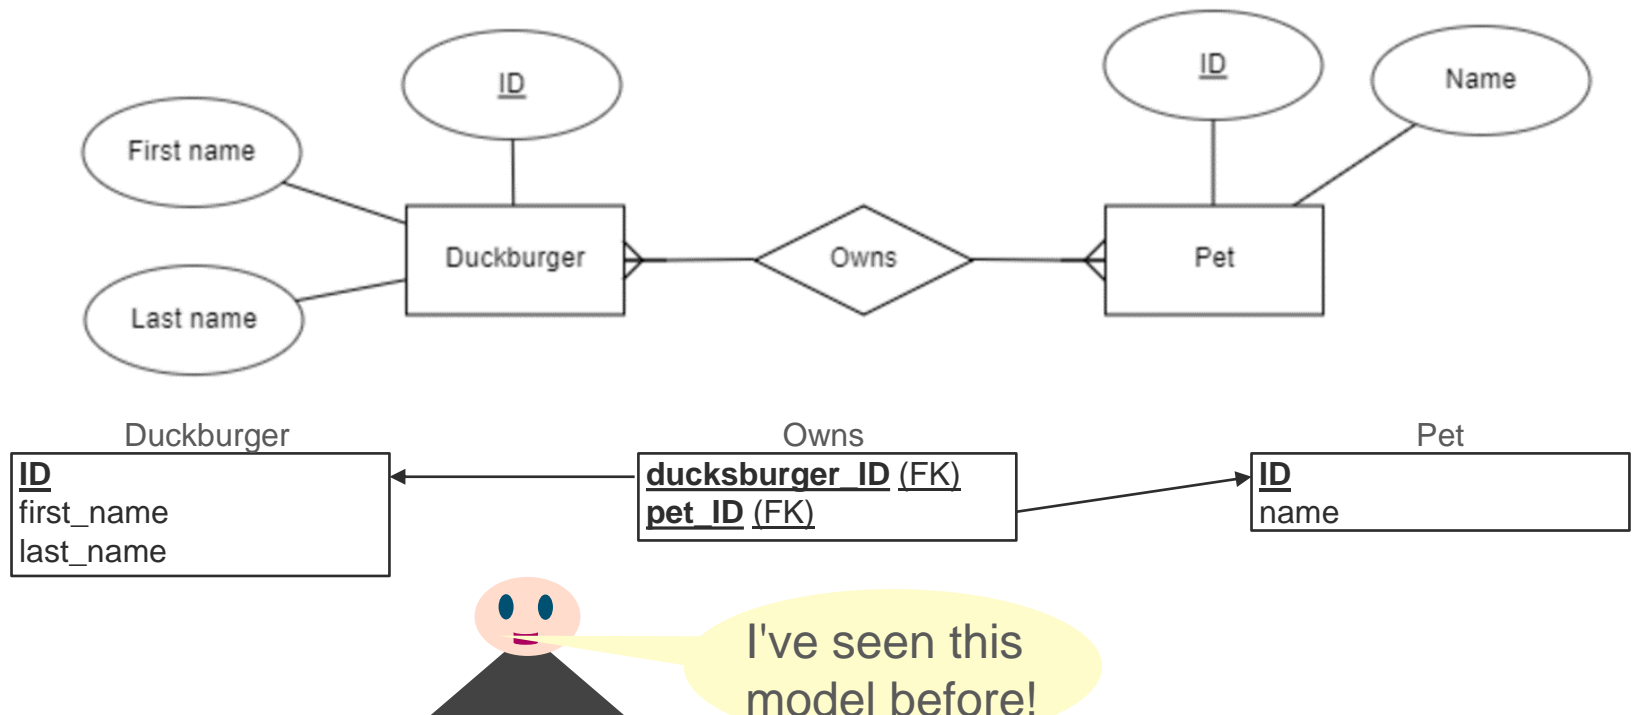 ID
ID
Name
First name
Duckburger
Owns
Pet
Last name
Duckburger
Owns
Pet
ID
first_name
last_name
ducksburger_ID (FK)
pet_ID (FK)
ID
name
I've seen this
model before!